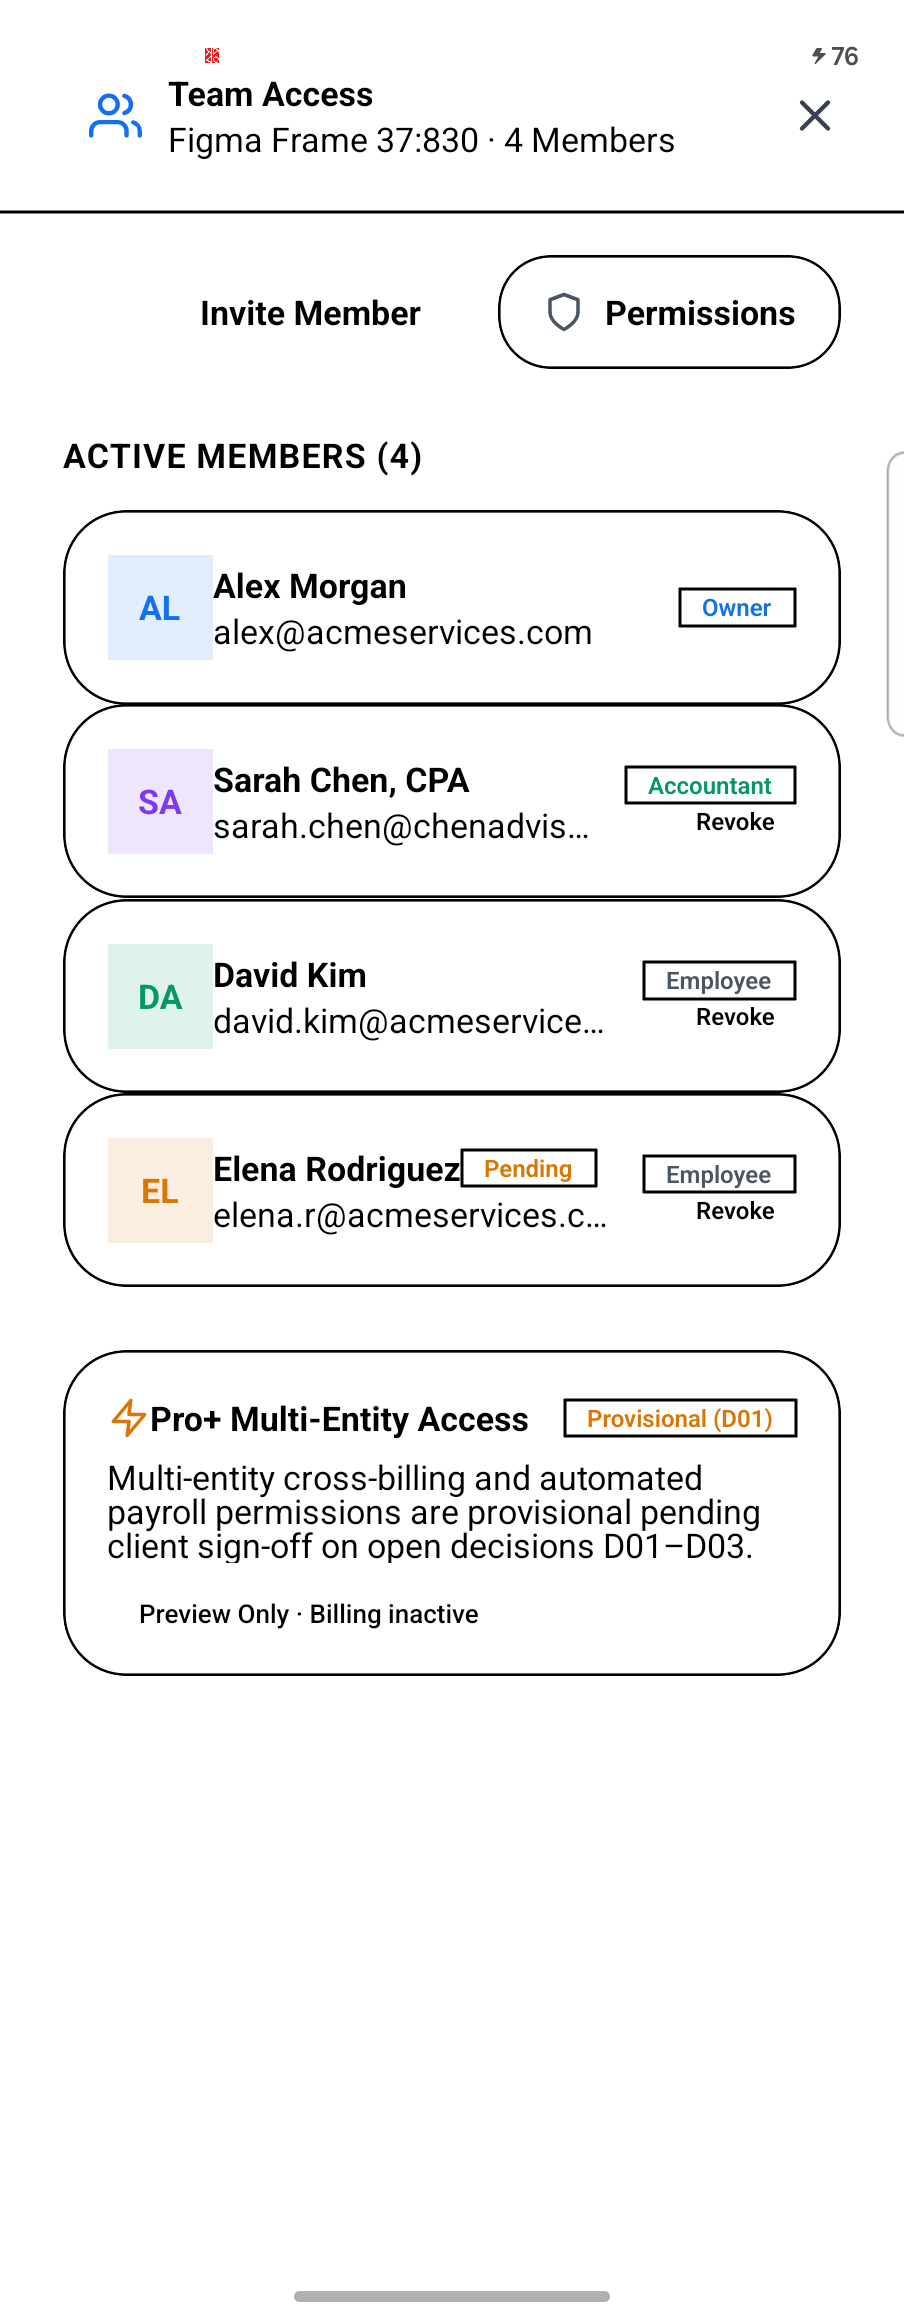 76
Team Access
Figma Frame 37:830 · 4 Members
Invite Member
Permissions
ACTIVE MEMBERS (4)
AL
Alex Morgan
alex@acmeservices.com
Owner
SA
Sarah Chen, CPA
sarah.chen@chenadvis...
Accountant
Revoke
DA
David Kim
david.kim@acmeservice...
Employee
Revoke
EL
Elena Rodriguez
Pending
elena.r@acmeservices.c...
Employee
Revoke
Pro+ Multi-Entity Access
Provisional (D01)
Multi-entity cross-billing and automated
payroll permissions are provisional pending
client sign-off on open decisions D01–D03.
Preview Only · Billing inactive